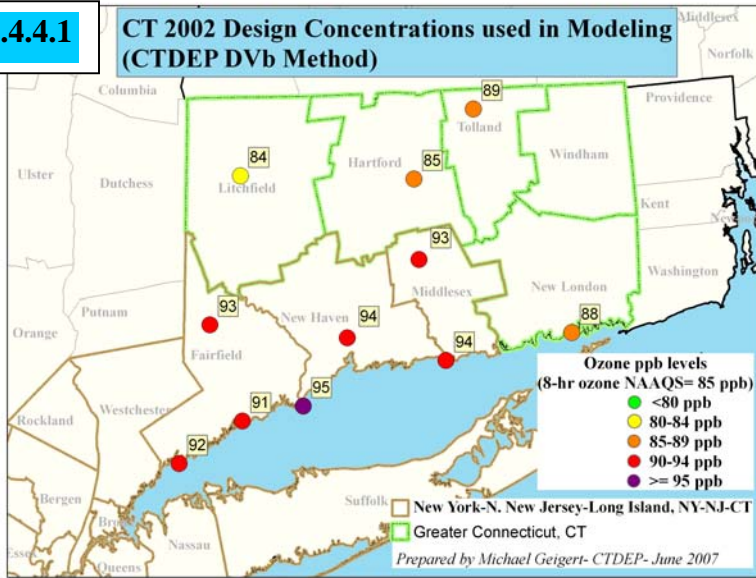 .4.4.1
CT 2002 Design Concentrations used in Modeling
(CTDEP DVb Method)
Middlesex
Norfolk
Columbia
Providence
89
Tolland
84
Litchfield
Hartford
85
Windham
Ulster
Dutchess
Kent
93
Middlesex
New London
Washington
Putnam
93
New Haven
94
88
Orange
Fairfield
94
95
Westchester
91
Rockland
92
Bergen
Suffolk
Essex
Nassau
Queens
Ozone ppb levels
(8-hr ozone NAAQS= 85 ppb)
<80 ppb
80-84 ppb
85-89 ppb
90-94 ppb
>= 95 ppb
New York-N. New Jersey-Long Island, NY-NJ-CT
Greater Connecticut, CT
Prepared by Michael Geigert- CTDEP- June 2007